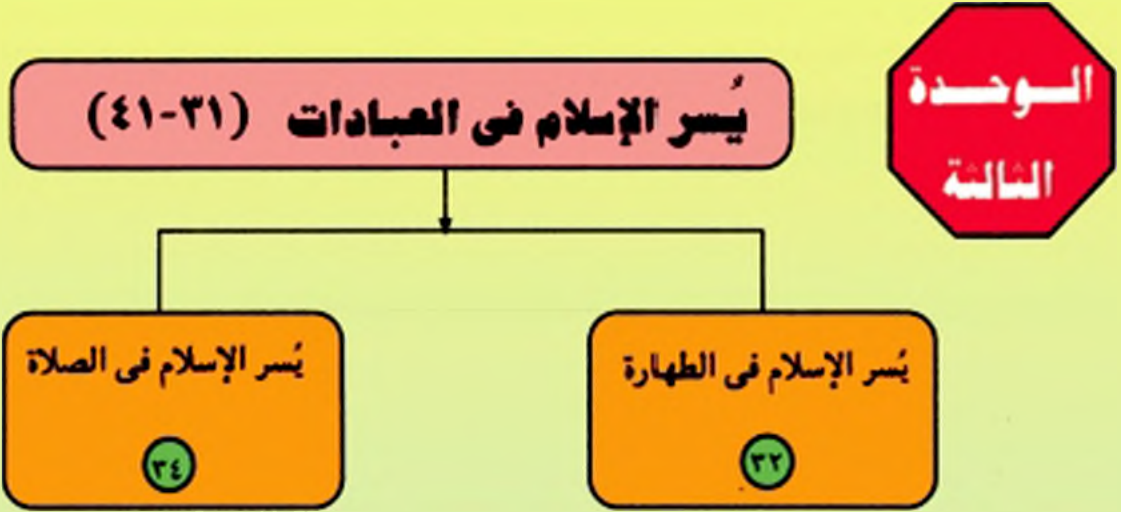 الوحدة
الثالثة
يُسر الإسلام فى العبادات (٣١-٤١)
يُسر الإسلام فى الطهارة
٣٢
يُسر الإسلام فى الصلاة
٣٤